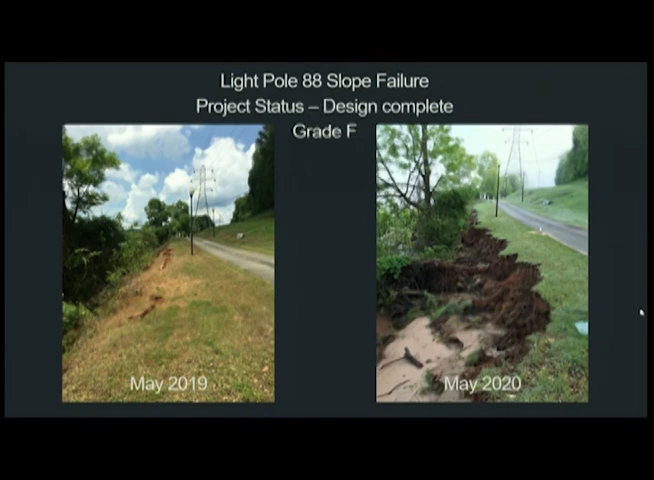 Light Pole 88 Slope Failure
Project Status – Design complete
Grade F
May 2019
May 2020